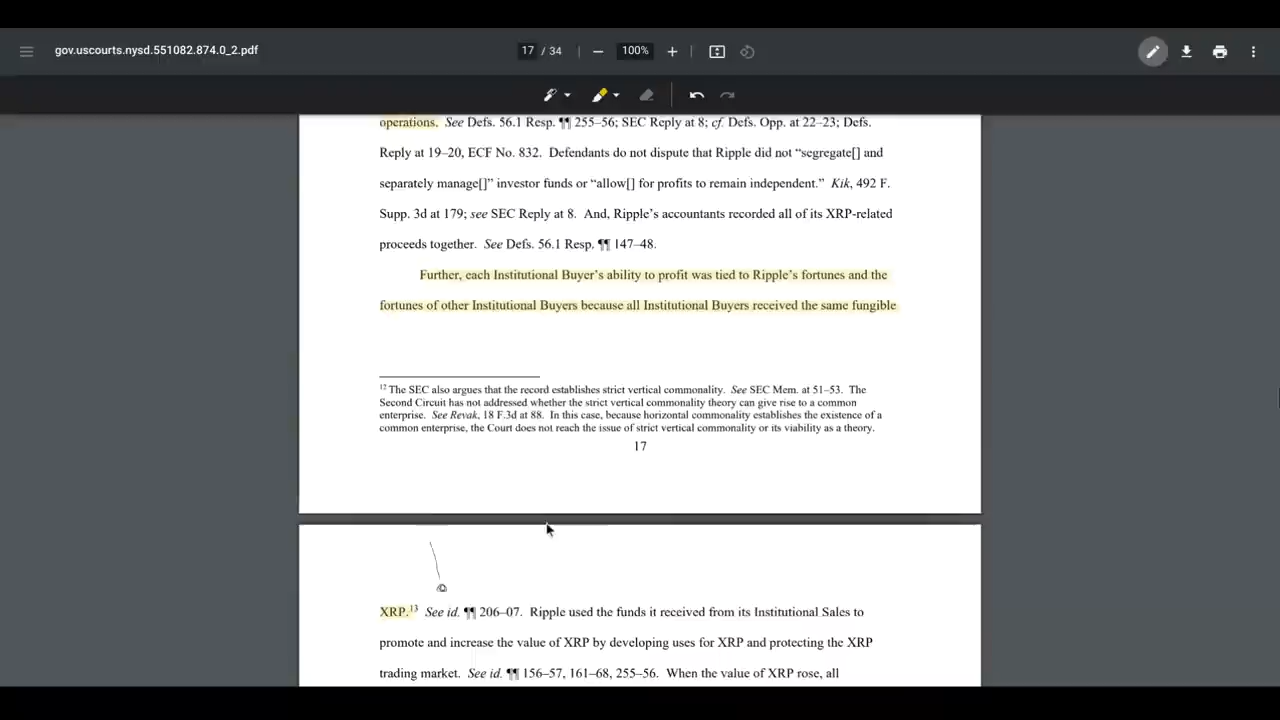 gov.uscourts.nysd.551082.874.0_2.pdf 17 / 34 100%
operations. See Defs. 56.1 Resp. ¶¶ 255–56; SEC Reply at 8; cf. Defs. Opp. at 22–23; Defs.
Reply at 19–20, ECF No. 832. Defendants do not dispute that Ripple did not “segregate[] and
separately manage[]” investor funds or “allow[] for profits to remain independent.” Kik, 492 F.
Supp. 3d at 179; see SEC Reply at 8. And, Ripple’s accountants recorded all of its XRP-related
proceeds together. See Defs. 56.1 Resp. ¶¶ 147–48.
Further, each Institutional Buyer’s ability to profit was tied to Ripple’s fortunes and the
fortunes of other Institutional Buyers because all Institutional Buyers received the same fungible
12 The SEC also argues that the record establishes strict vertical commonality. See SEC Mem. at 51–53. The
Second Circuit has not addressed whether the strict vertical commonality theory can give rise to a common
enterprise. See Revak, 18 F.3d at 88. In this case, because horizontal commonality establishes the existence of a
common enterprise, the Court does not reach the issue of strict vertical commonality or its viability as a theory.
17
XRP.13 See id. ¶¶ 206–07. Ripple used the funds it received from its Institutional Sales to
promote and increase the value of XRP by developing uses for XRP and protecting the XRP
trading market. See id. ¶¶ 156–57, 161–68, 255–56. When the value of XRP rose, all